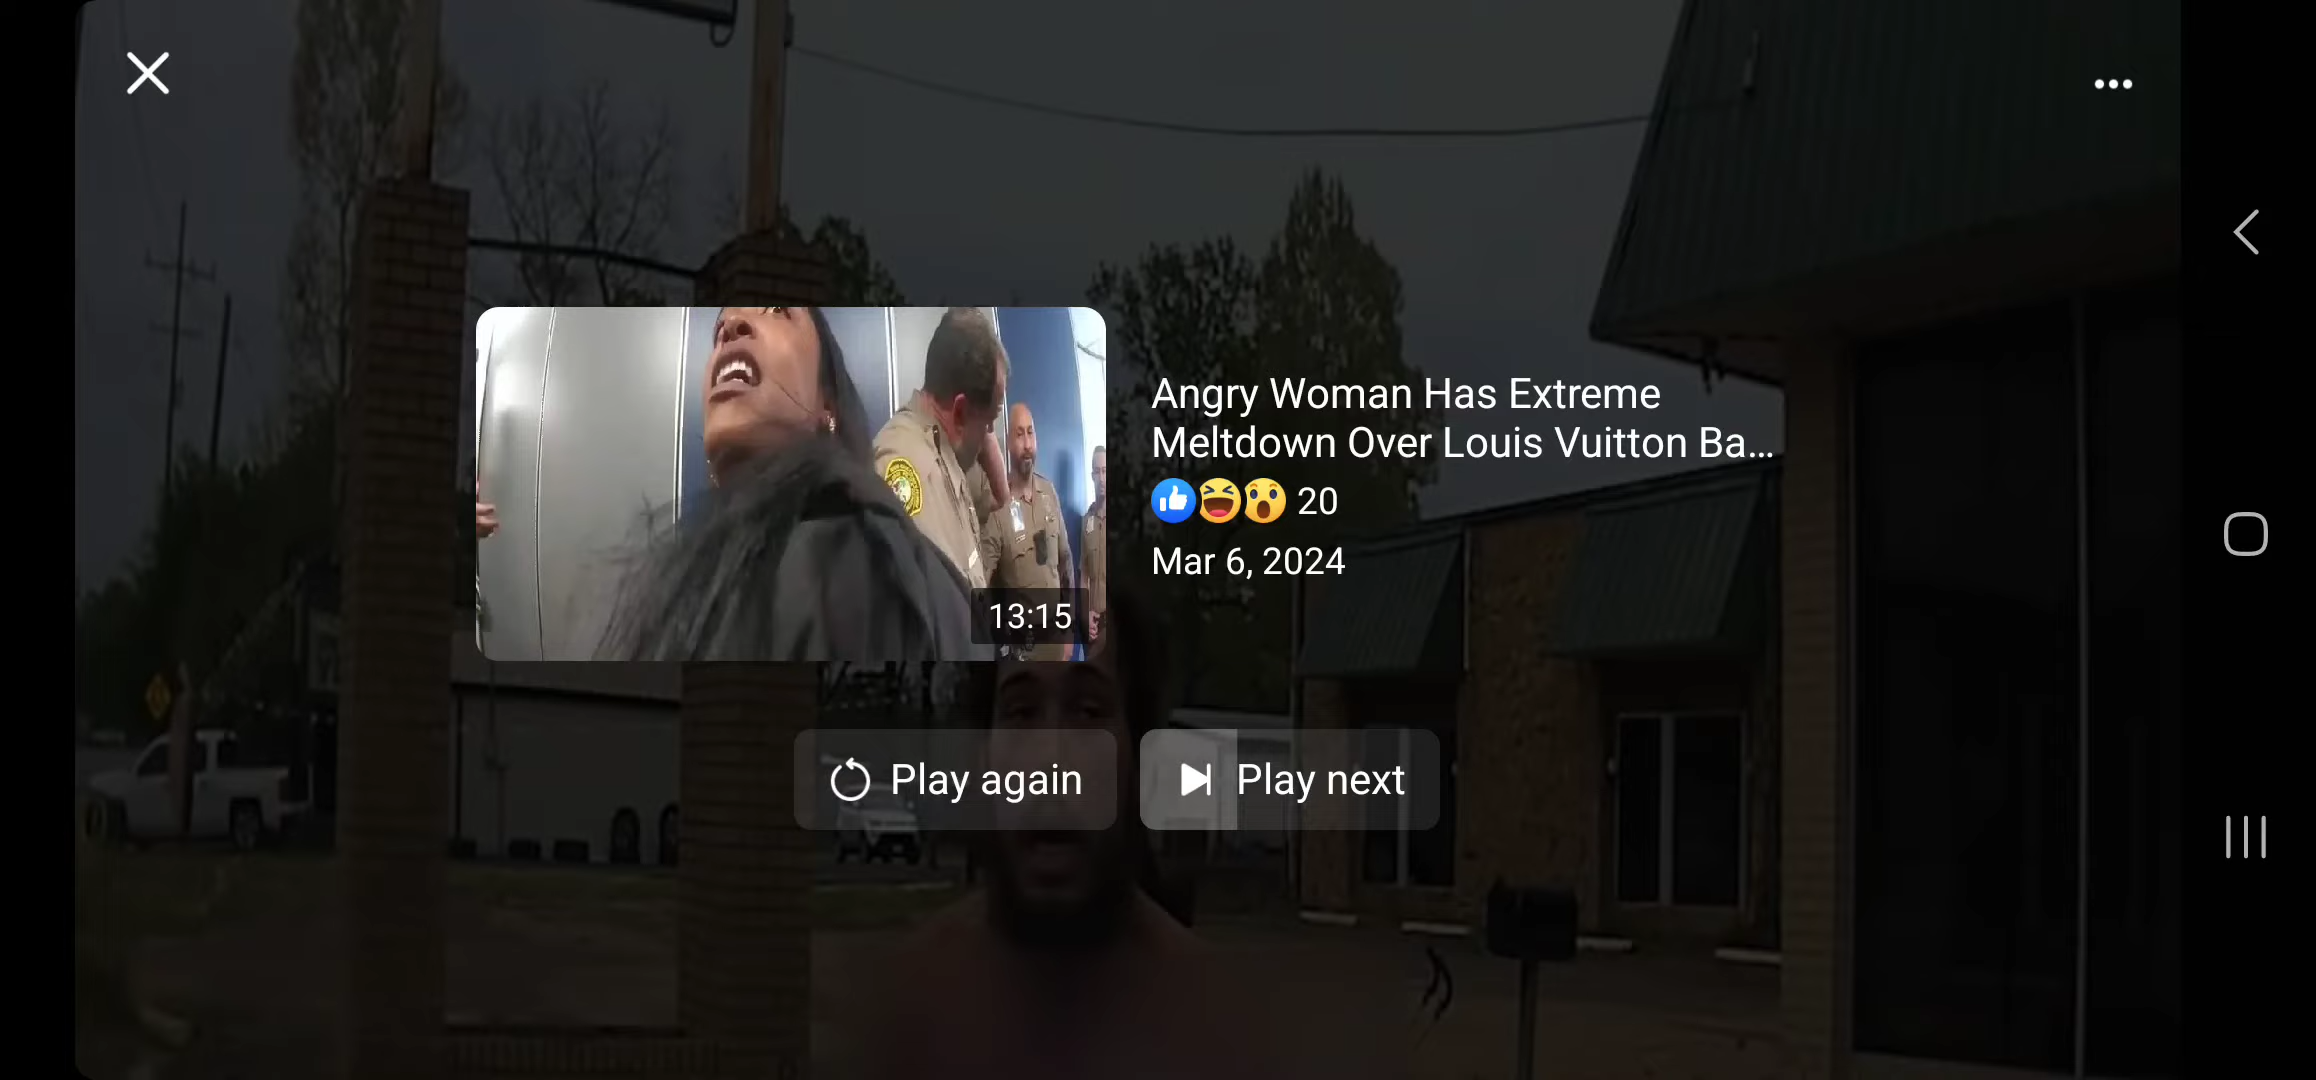 Angry Woman Has Extreme
Meltdown Over Louis Vuitton Ba...
20
Mar 6, 2024
13:15
Play again
Play next